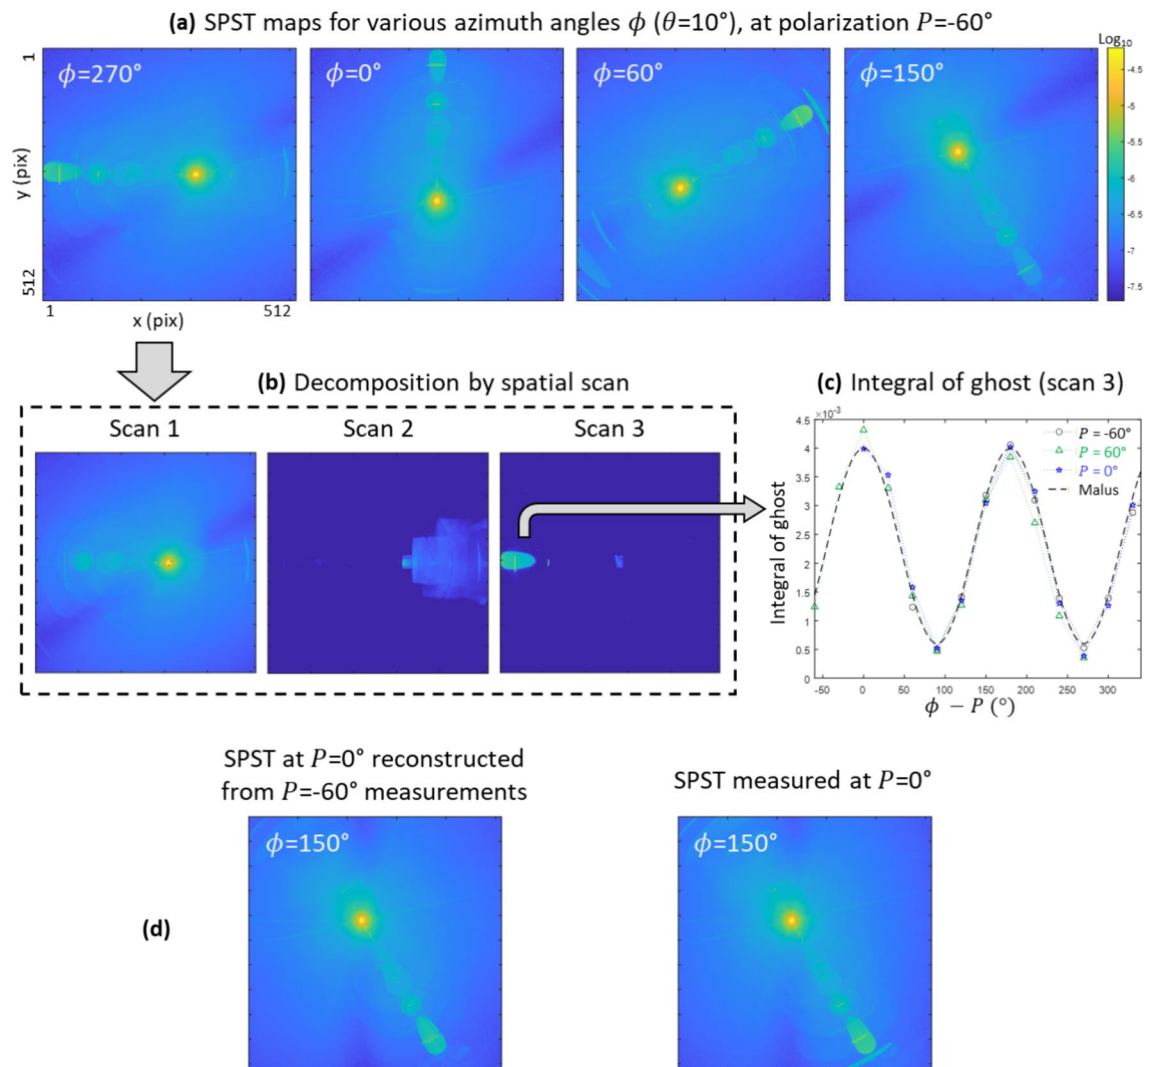 (a) SPST maps for various azimuth angles ϕ (θ=10°), at polarization P=-60°
Log10
1
ϕ=270°
ϕ=0°
ϕ=60°
ϕ=150°
-4.5
-5
-5.5
-6
-6.5
-7
-7.5
y (pix)
512
1
512
x (pix)
(b) Decomposition by spatial scan
Scan 1
Scan 2
Scan 3
(c) Integral of ghost (scan 3)
×10⁻³
4.5
4
3.5
3
2.5
2
1.5
1
0.5
0
Integral of ghost
P = -60°
P = 60°
P = 0°
Malus
-50
0
50
100
150
200
250
300
ϕ − P (°)
SPST at P=0° reconstructed
from P=-60° measurements
SPST measured at P=0°
(d)
ϕ=150°
ϕ=150°